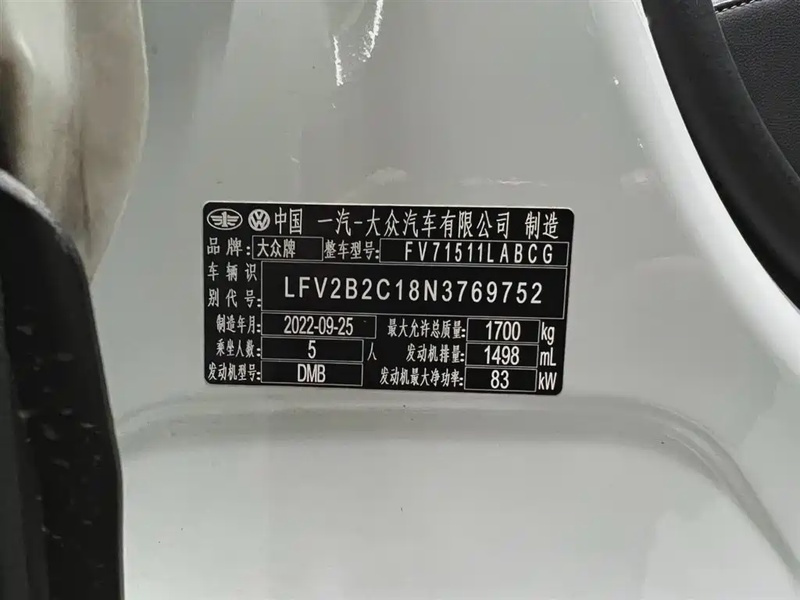 中国 一汽-大众汽车有限公司 制造
品牌: 大众牌 整车型号: FV71511LABCG
车辆识别代号: LFV2B2C18N3769752
制造年月: 2022-09-25 最大允许总质量: 1700 kg
乘坐人数: 5 人 发动机排量: 1498 mL
发动机型号: DMB 发动机最大净功率: 83 kW